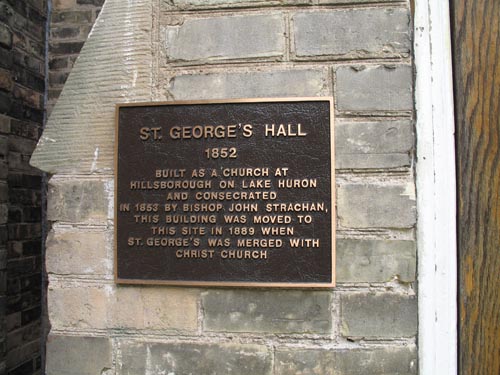 ST. GEORGE'S HALL
1852
BUILT AS A CHURCH AT
HILLSBOROUGH ON LAKE HURON
AND CONSECRATED
IN 1853 BY BISHOP JOHN STRACHAN,
THIS BUILDING WAS MOVED TO
THIS SITE IN 1889 WHEN
ST. GEORGE'S WAS MERGED WITH
CHRIST CHURCH